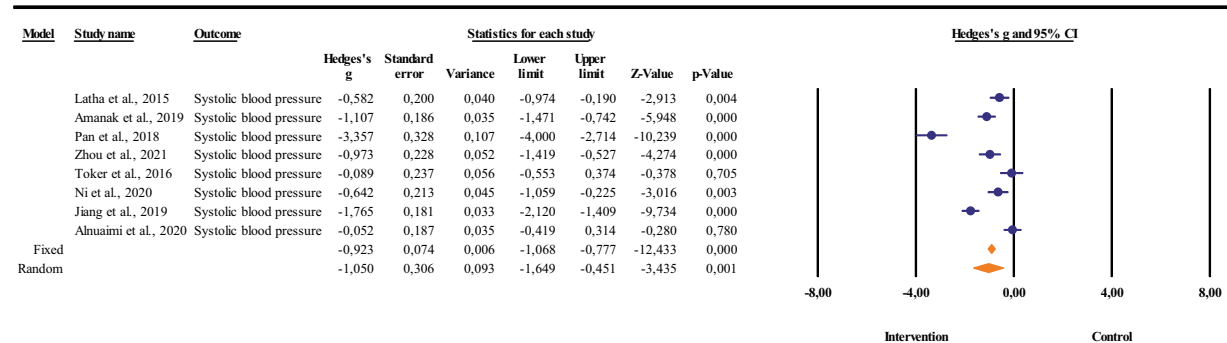 Model Study name Outcome Statistics for each study Hedges's g and 95% CI
Hedges's g Standard error Variance Lower limit Upper limit Z-Value p-Value
Latha et al., 2015 Systolic blood pressure -0,582 0,200 0,040 -0,974 -0,190 -2,913 0,004
Amanak et al., 2019 Systolic blood pressure -1,107 0,186 0,035 -1,471 -0,742 -5,948 0,000
Pan et al., 2018 Systolic blood pressure -3,357 0,328 0,107 -4,000 -2,714 -10,239 0,000
Zhou et al., 2021 Systolic blood pressure -0,973 0,228 0,052 -1,419 -0,527 -4,274 0,000
Toker et al., 2016 Systolic blood pressure -0,089 0,237 0,056 -0,553 0,374 -0,378 0,705
Ni et al., 2020 Systolic blood pressure -0,642 0,213 0,045 -1,059 -0,225 -3,016 0,003
Jiang et al., 2019 Systolic blood pressure -1,765 0,181 0,033 -2,120 -1,409 -9,734 0,000
Alnuaimi et al., 2020 Systolic blood pressure -0,052 0,187 0,035 -0,419 0,314 -0,280 0,780
Fixed -0,923 0,074 0,006 -1,068 -0,777 -12,433 0,000
Random -1,050 0,306 0,093 -1,649 -0,451 -3,435 0,001
-8,00 -4,00 0,00 4,00 8,00
Intervention Control